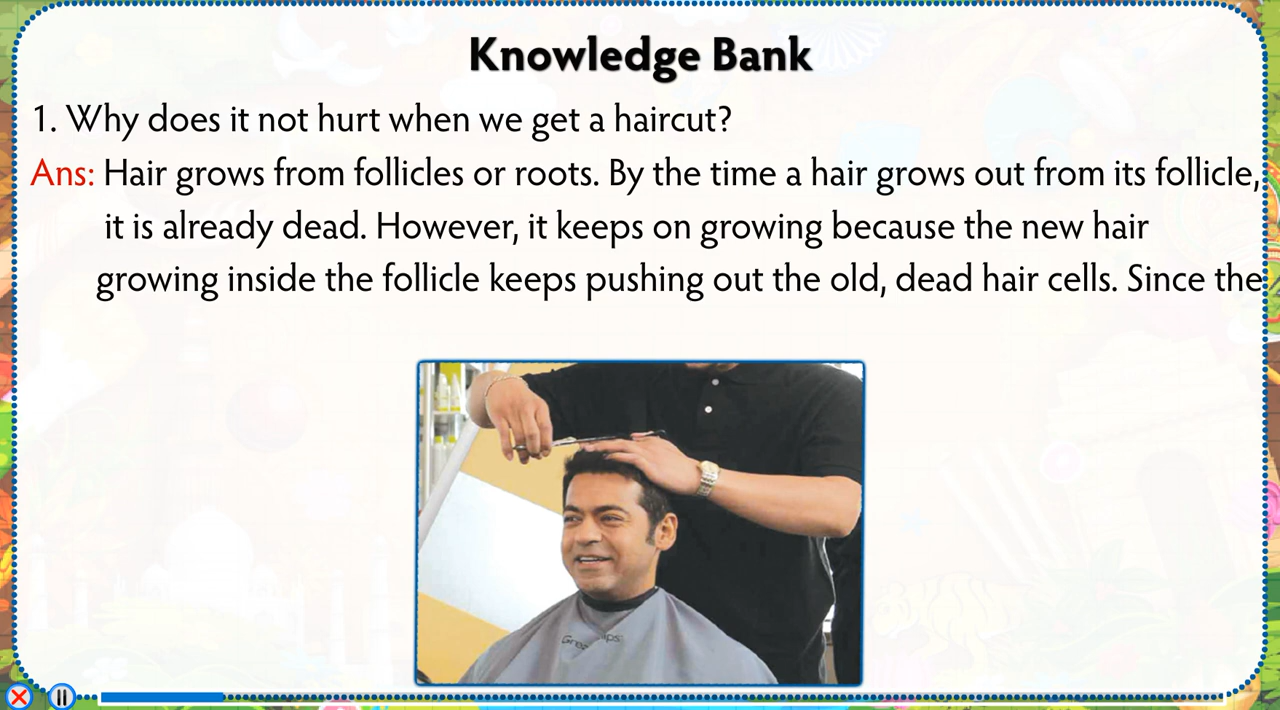 Knowledge Bank
1. Why does it not hurt when we get a haircut?
Ans: Hair grows from follicles or roots. By the time a hair grows out from its follicle,
it is already dead. However, it keeps on growing because the new hair
growing inside the follicle keeps pushing out the old, dead hair cells. Since the